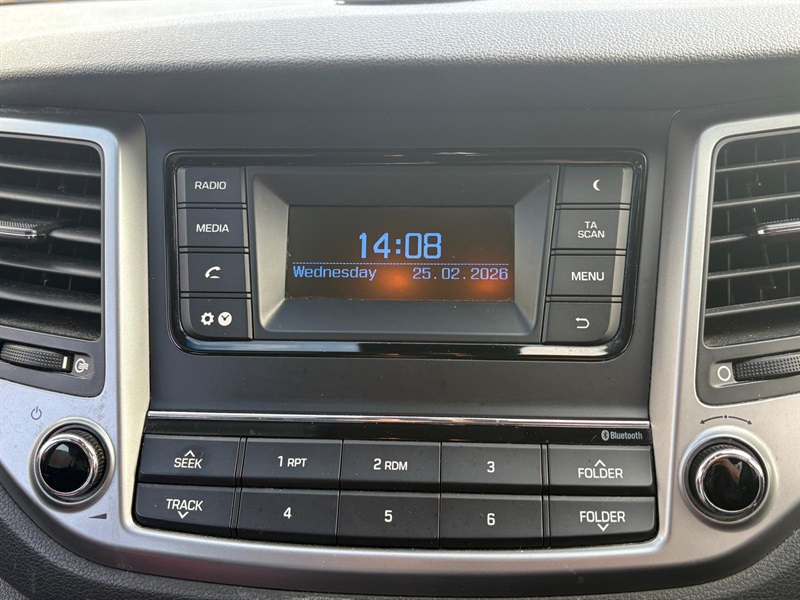 RADIO
MEDIA
14:08
Wednesday 25.02.2026
TA
SCAN
MENU
Bluetooth
SEEK
1 RPT
2 RDM
3
FOLDER
TRACK
4
5
6
FOLDER